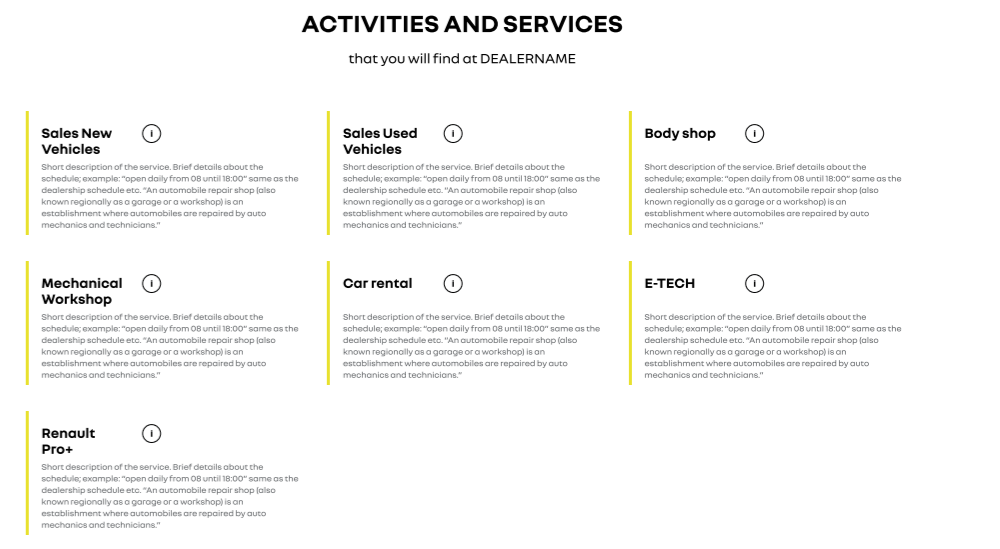 ACTIVITIES AND SERVICES
that you will find at DEALERNAME
Sales New
Vehicles
i
Short description of the service. Brief details about the
schedule; example: "open daily from 08 until 18:00" same as the
dealership schedule etc. "An automobile repair shop (also
known regionally as a garage or a workshop) is an
establishment where automobiles are repaired by auto
mechanics and technicians."
Sales Used
Vehicles
i
Short description of the service. Brief details about the
schedule; example: "open daily from 08 until 18:00" same as the
dealership schedule etc. "An automobile repair shop (also
known regionally as a garage or a workshop) is an
establishment where automobiles are repaired by auto
mechanics and technicians."
Body shop
i
Short description of the service. Brief details about the
schedule; example: "open daily from 08 until 18:00" same as the
dealership schedule etc. "An automobile repair shop (also
known regionally as a garage or a workshop) is an
establishment where automobiles are repaired by auto
mechanics and technicians."
Mechanical
Workshop
i
Short description of the service. Brief details about the
schedule; example: "open daily from 08 until 18:00" same as the
dealership schedule etc. "An automobile repair shop (also
known regionally as a garage or a workshop) is an
establishment where automobiles are repaired by auto
mechanics and technicians."
Car rental
i
Short description of the service. Brief details about the
schedule; example: "open daily from 08 until 18:00" same as the
dealership schedule etc. "An automobile repair shop (also
known regionally as a garage or a workshop) is an
establishment where automobiles are repaired by auto
mechanics and technicians."
E-TECH
i
Short description of the service. Brief details about the
schedule; example: "open daily from 08 until 18:00" same as the
dealership schedule etc. "An automobile repair shop (also
known regionally as a garage or a workshop) is an
establishment where automobiles are repaired by auto
mechanics and technicians."
Renault
Pro+
i
Short description of the service. Brief details about the
schedule; example: "open daily from 08 until 18:00" same as the
dealership schedule etc. "An automobile repair shop (also
known regionally as a garage or a workshop) is an
establishment where automobiles are repaired by auto
mechanics and technicians."